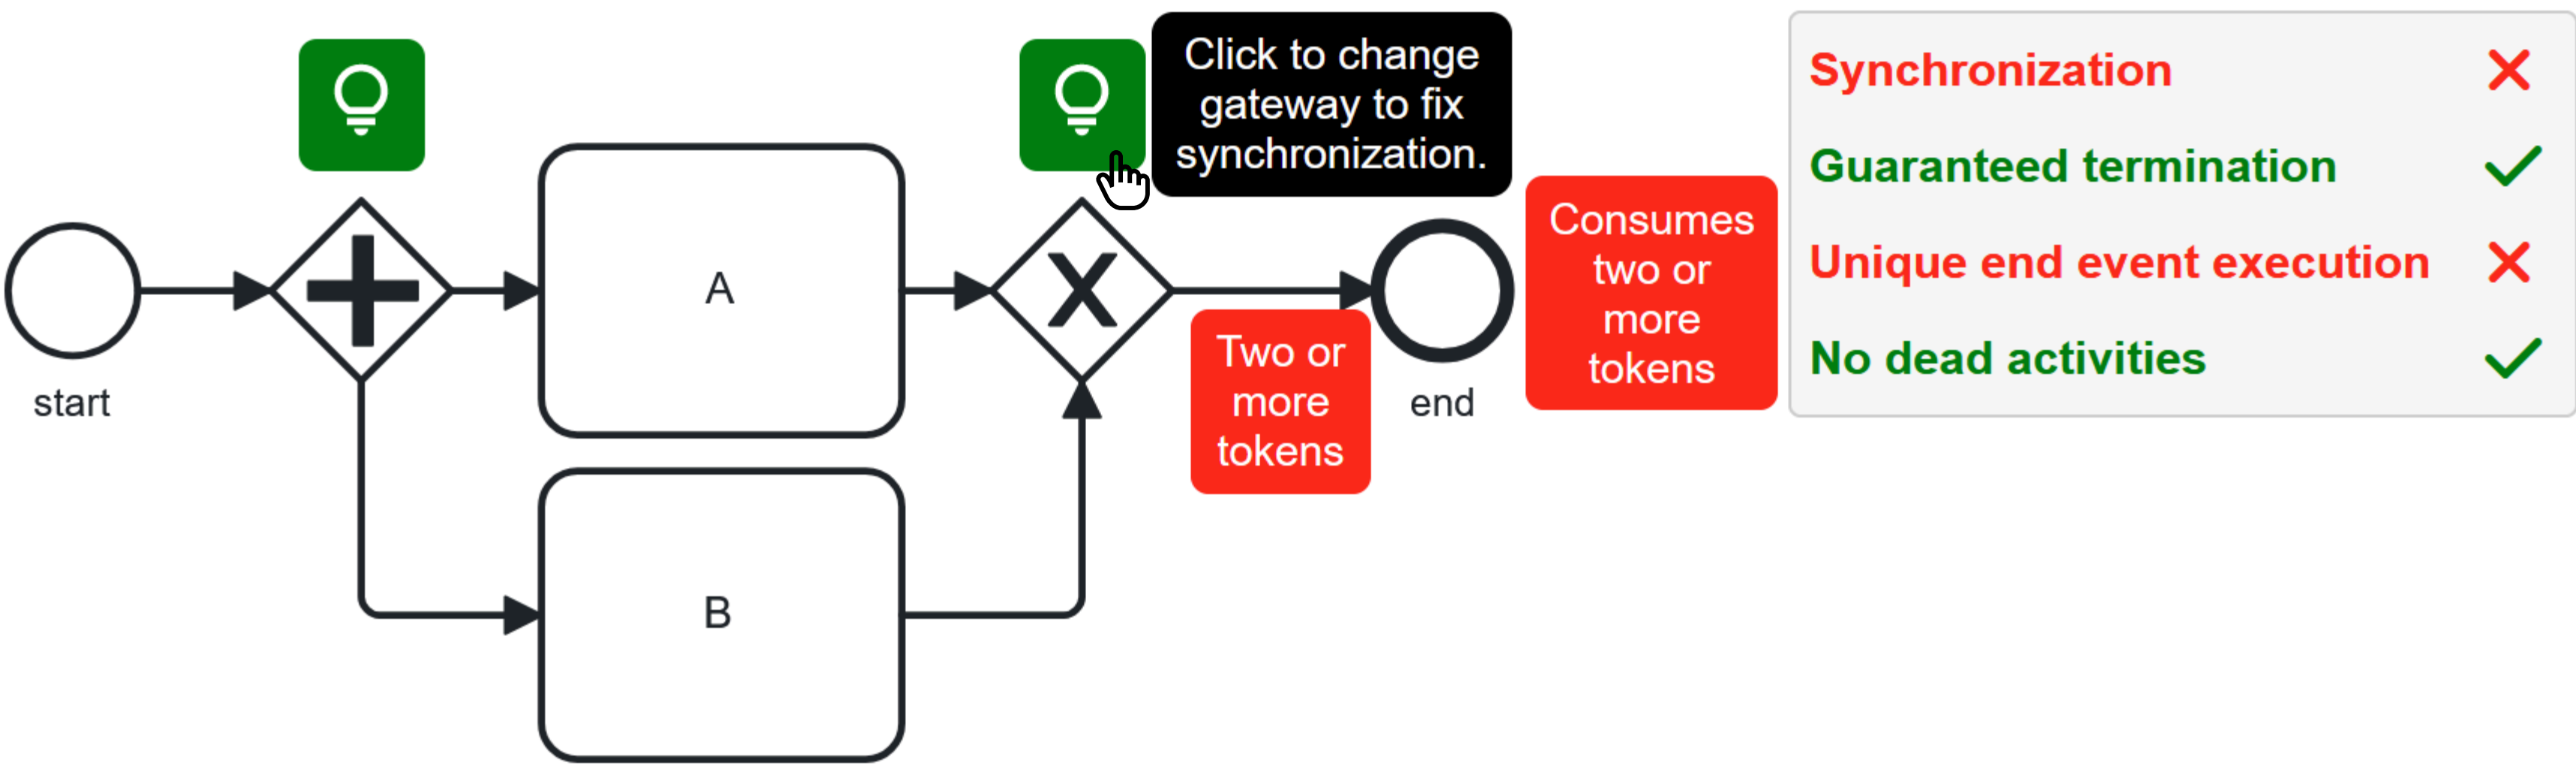 Click to change
gateway to fix
synchronization.
start
A
B
X
Two or
more
tokens
end
Consumes
two or
more
tokens
Synchronization
Guaranteed termination
Unique end event execution
No dead activities